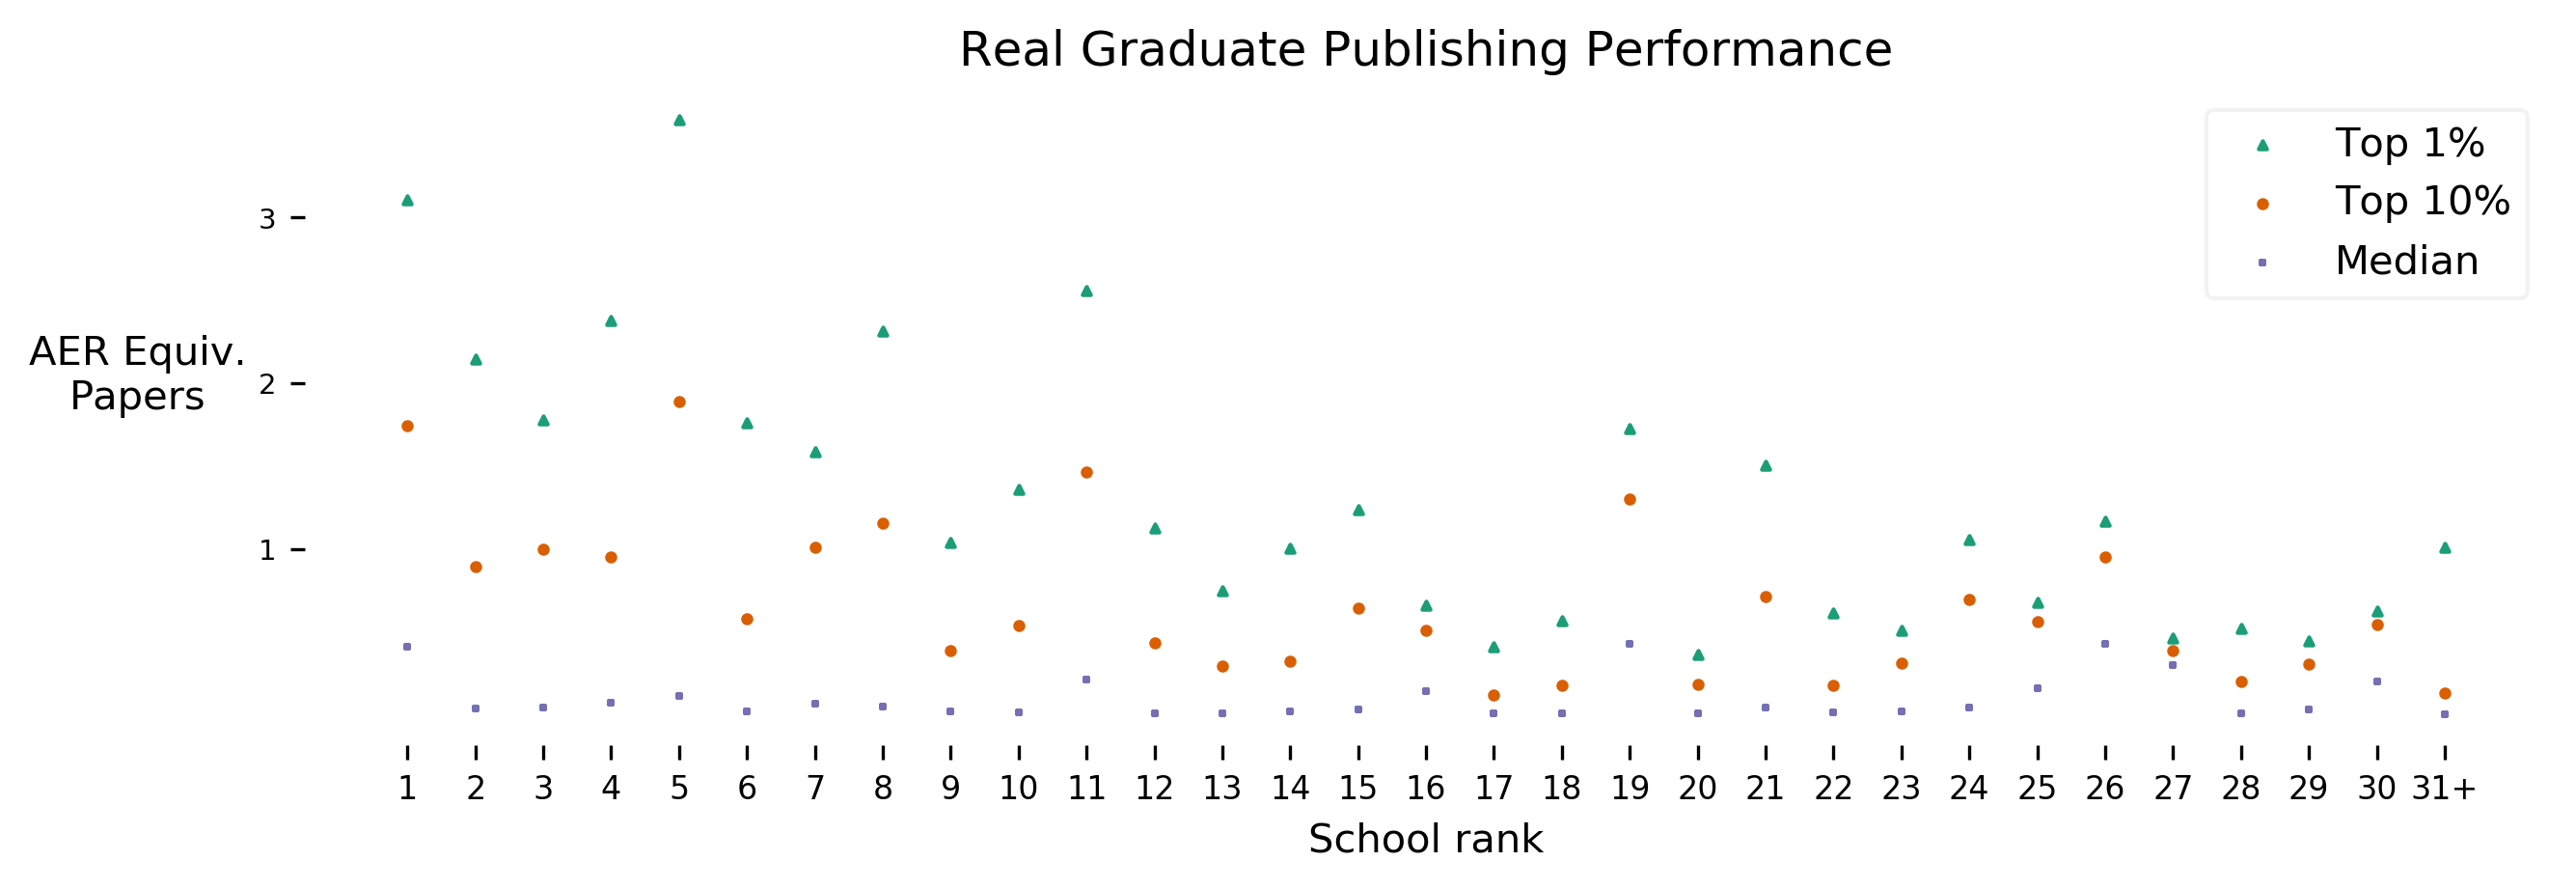 Real Graduate Publishing Performance
Top 1%
Top 10%
Median
3
2
1
AER Equiv.
Papers
1 2 3 4 5 6 7 8 9 10 11 12 13 14 15 16 17 18 19 20 21 22 23 24 25 26 27 28 29 30 31+
School rank